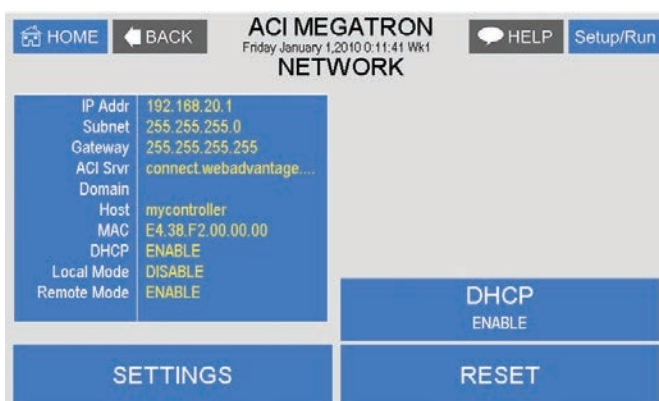 HOME
BACK
ACI MEGATRON
Friday January 1,2010 0:11:41 Wk1
NETWORK
HELP
Setup/Run
IP Addr 192.168.20.1
Subnet 255.255.255.0
Gateway 255.255.255.255
ACI Srvr connect.webadvantage....
Domain
Host mycontroller
MAC E4.38.F2.00.00.00
DHCP ENABLE
Local Mode DISABLE
Remote Mode ENABLE
DHCP
ENABLE
SETTINGS
RESET